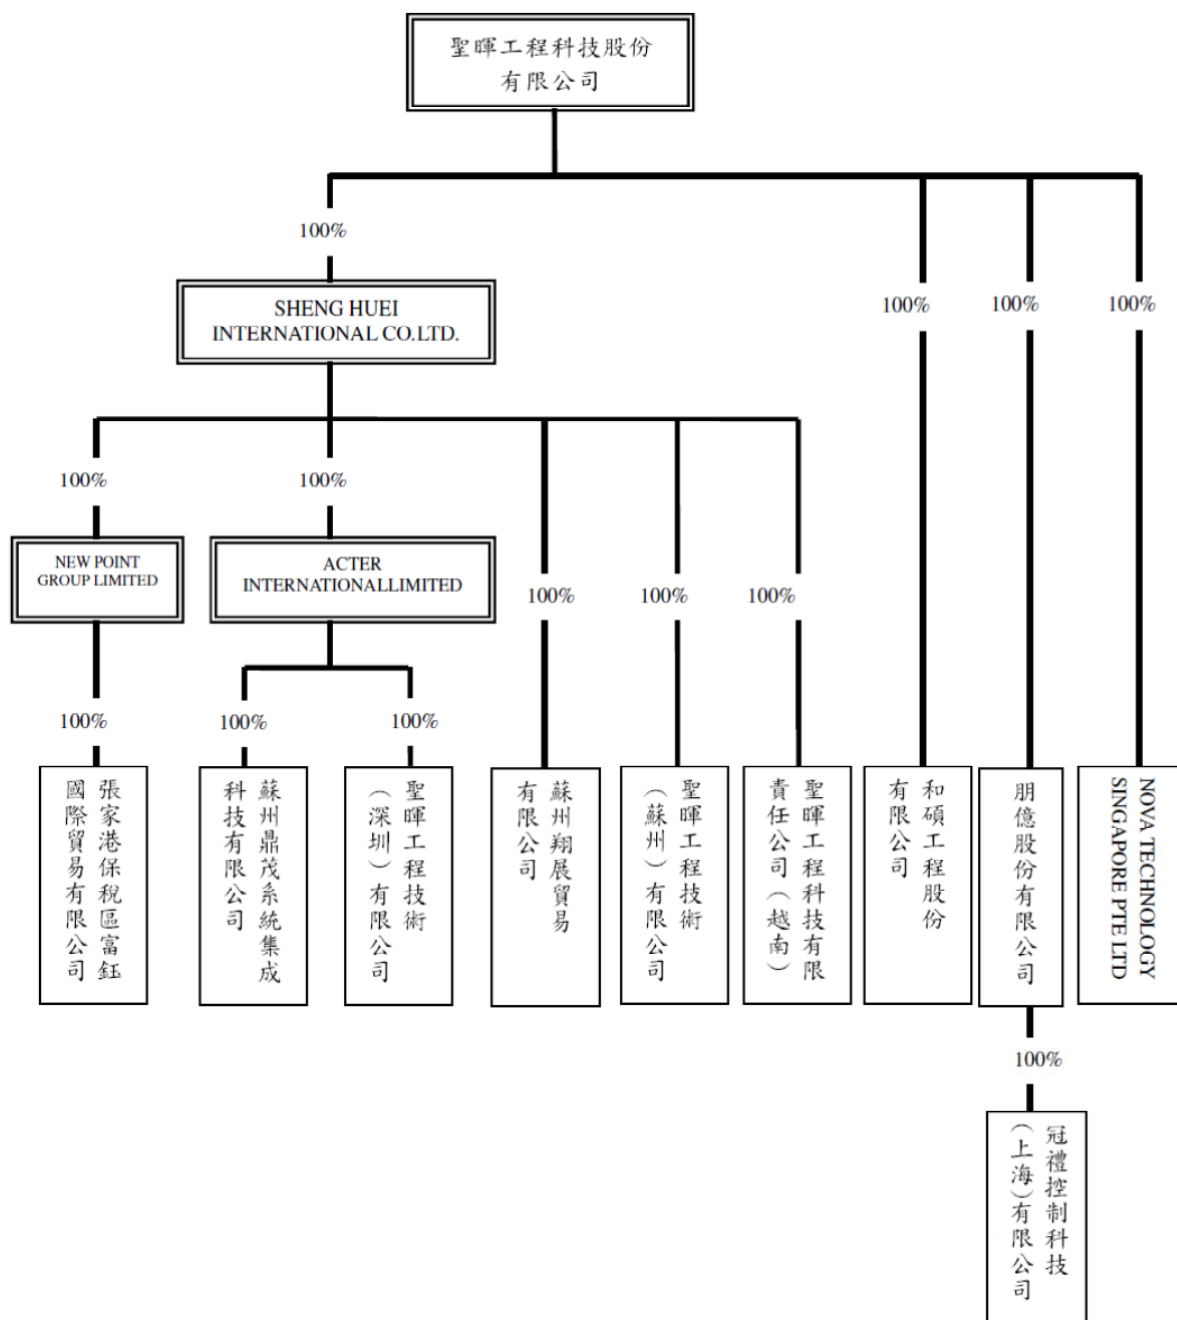 聖暉工程科技股份
有限公司
100%
SHENG HUEI
INTERNATIONAL CO.LTD.
100%
100%
100%
100%
100%
NEW POINT
GROUP LIMITED
ACTER
INTERNATIONALLIMITED
100%
100%
100%
100%
100%
100%
張家港保稅區富鈺
國際貿易有限公司
蘇州鼎茂系統集成
科技有限公司
聖暉工程技術
（深圳）有限公司
蘇州翔展貿易
有限公司
聖暉工程技術
（蘇州）有限公司
聖暉工程科技有限
責任公司（越南）
和碩工程股份
有限公司
朋億股份有限公司
NOVA TECHNOLOGY
SINGAPORE PTE LTD
100%
冠禮控制科技
（上海）有限公司